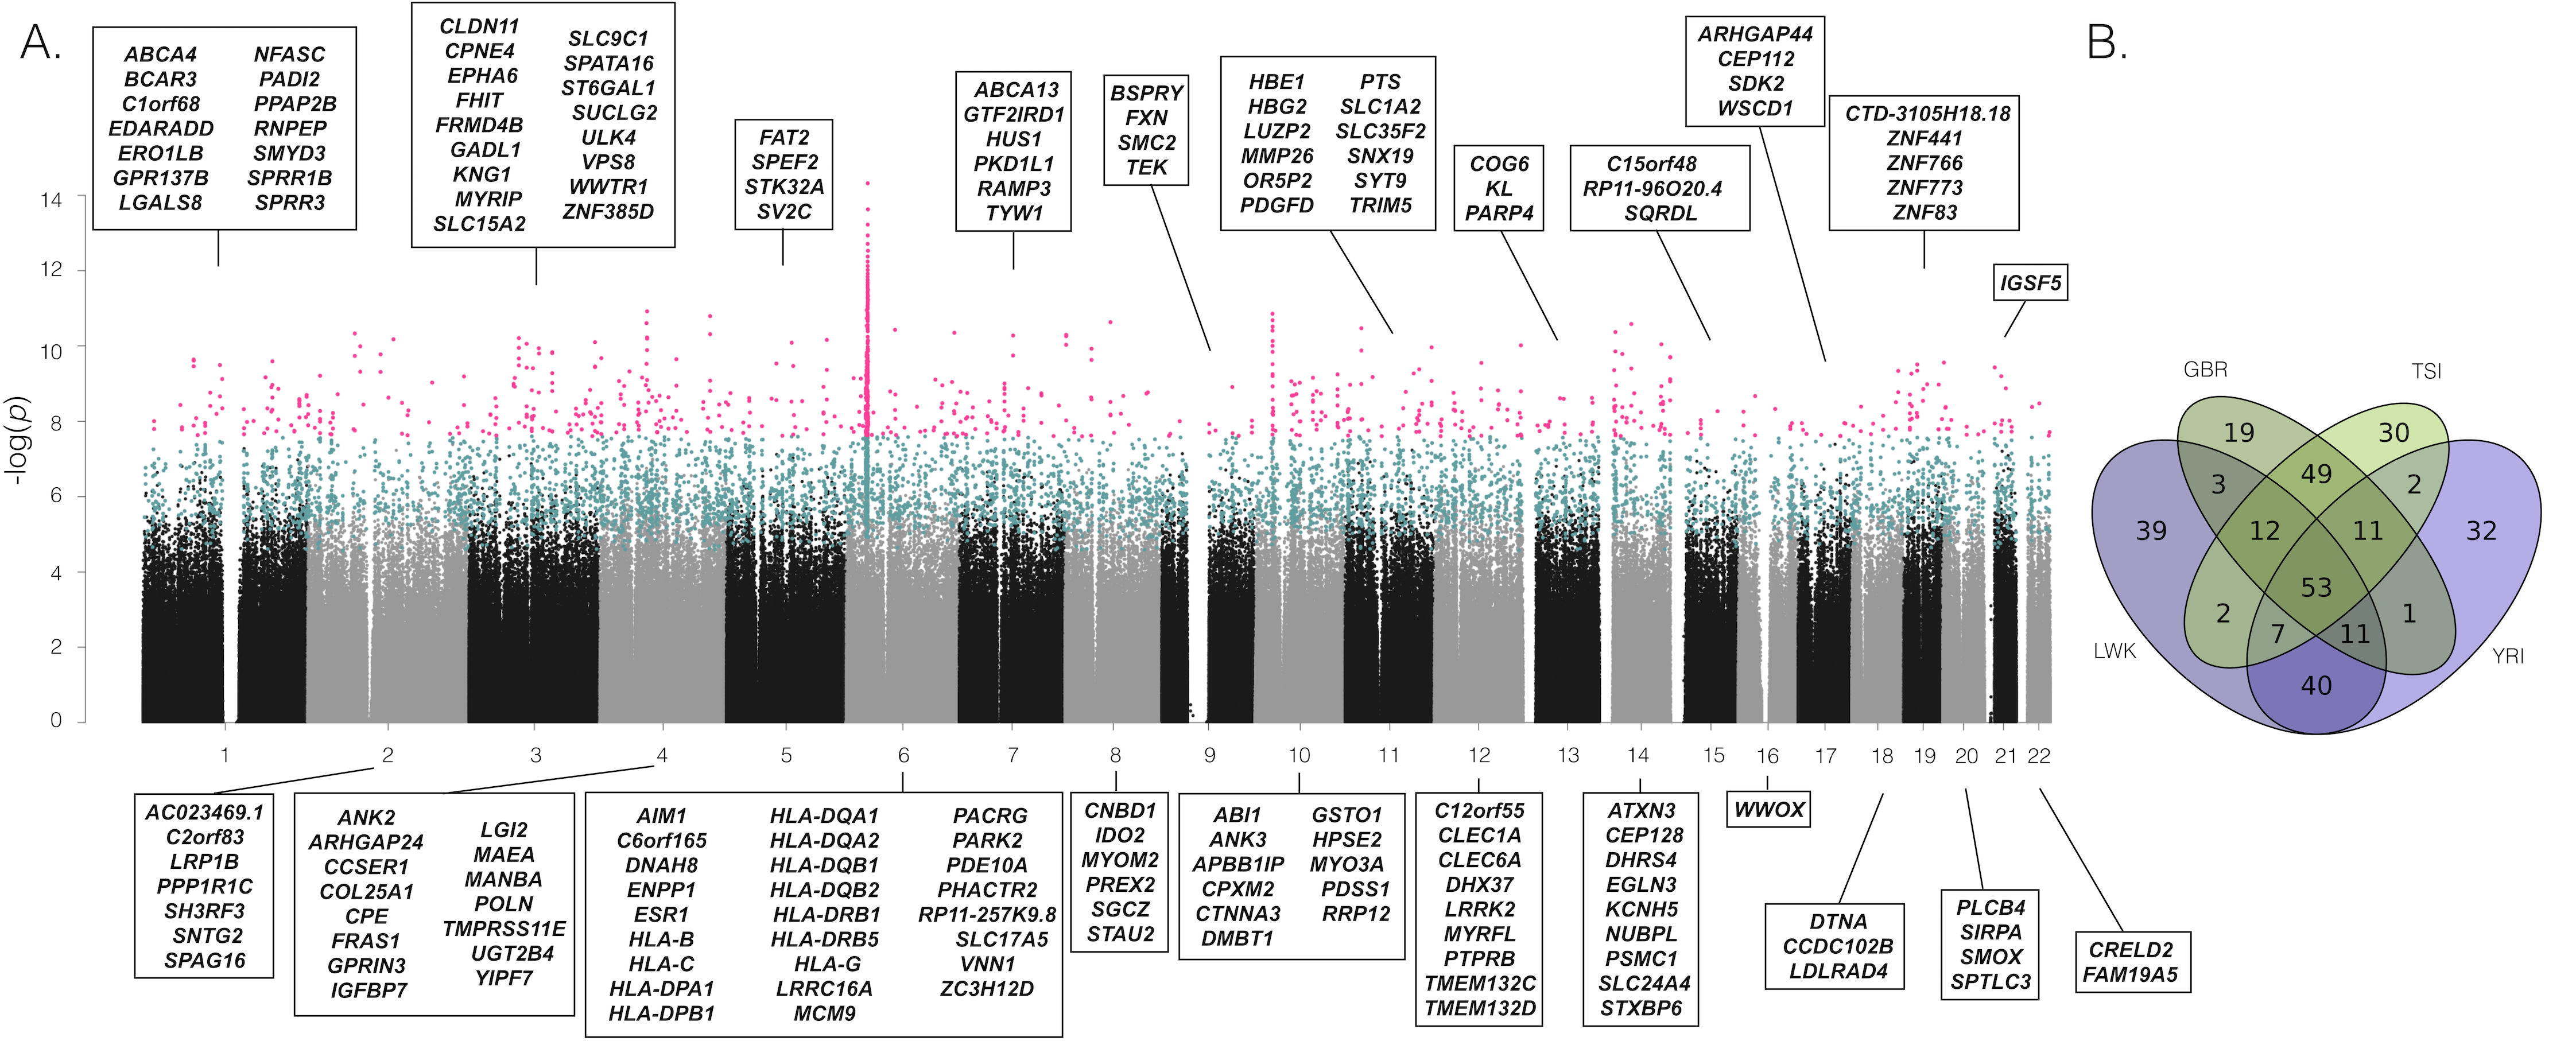 A.
ABCA4 NFASC
BCAR3 PADI2
C1orf68 PPAP2B
EDARADD RNPEP
ERO1LB SMYD3
GPR137B SPRR1B
LGALS8 SPRR3
CLDN11
CPNE4
EPHA6
FHIT
FRMD4B
GADL1
KNG1
MYRIP
SLC15A2
SLC9C1
SPATA16
ST6GAL1
SUCLG2
ULK4
VPS8
WWTR1
ZNF385D
FAT2
SPEF2
STK32A
SV2C
ABCA13
GTF2IRD1
HUS1
PKD1L1
RAMP3
TYW1
BSPRY
FXN
SMC2
TEK
HBE1 PTS
HBG2 SLC1A2
LUZP2 SLC35F2
MMP26 SNX19
OR5P2 SYT9
PDGFD TRIM5
COG6
KL
PARP4
C15orf48
RP11-96O20.4
SQRDL
ARHGAP44
CEP112
SDK2
WSCD1
CTD-3105H18.18
ZNF441
ZNF766
ZNF773
ZNF83
IGSF5
-log(p)
14
12
10
8
6
4
2
0
1 2 3 4 5 6 7 8 9 10 11 12 13 14 15 16 17 18 19 20 21 22
AC023469.1
C2orf83
LRP1B
PPP1R1C
SH3RF3
SNTG2
SPAG16
ANK2
ARHGAP24
CCSER1
COL25A1
CPE
FRAS1
GPRIN3
IGFBP7
LGI2
MAEA
MANBA
POLN
TMPRSS11E
UGT2B4
YIPF7
AIM1 HLA-DQA1 PACRG
C6orf165 HLA-DQA2 PARK2
DNAH8 HLA-DQB1 PDE10A
ENPP1 HLA-DQB2 PHACTR2
ESR1 HLA-DRB1 RP11-257K9.8
HLA-B HLA-DRB5 SLC17A5
HLA-C HLA-G VNN1
HLA-DPA1 LRRC16A ZC3H12D
HLA-DPB1 MCM9
CNBD1
IDO2
MYOM2
PREX2
SGCZ
STAU2
ABI1 GSTO1
ANK3 HPSE2
APBB1IP MYO3A
CPXM2 PDSS1
CTNNA3 RRP12
DMBT1
C12orf55
CLEC1A
CLEC6A
DHX37
LRRK2
MYRFL
PTPRB
TMEM132C
TMEM132D
ATXN3
CEP128
DHRS4
EGLN3
KCNH5
NUBPL
PSMC1
SLC24A4
STXBP6
WWOX
DTNA
CCDC102B
LDLRAD4
PLCB4
SIRPA
SMOX
SPTLC3
CRELD2
FAM19A5
B.
GBR TSI
19 30
3 49 2
39 12 11 32
53
2 1
7 11
LWK YRI
40